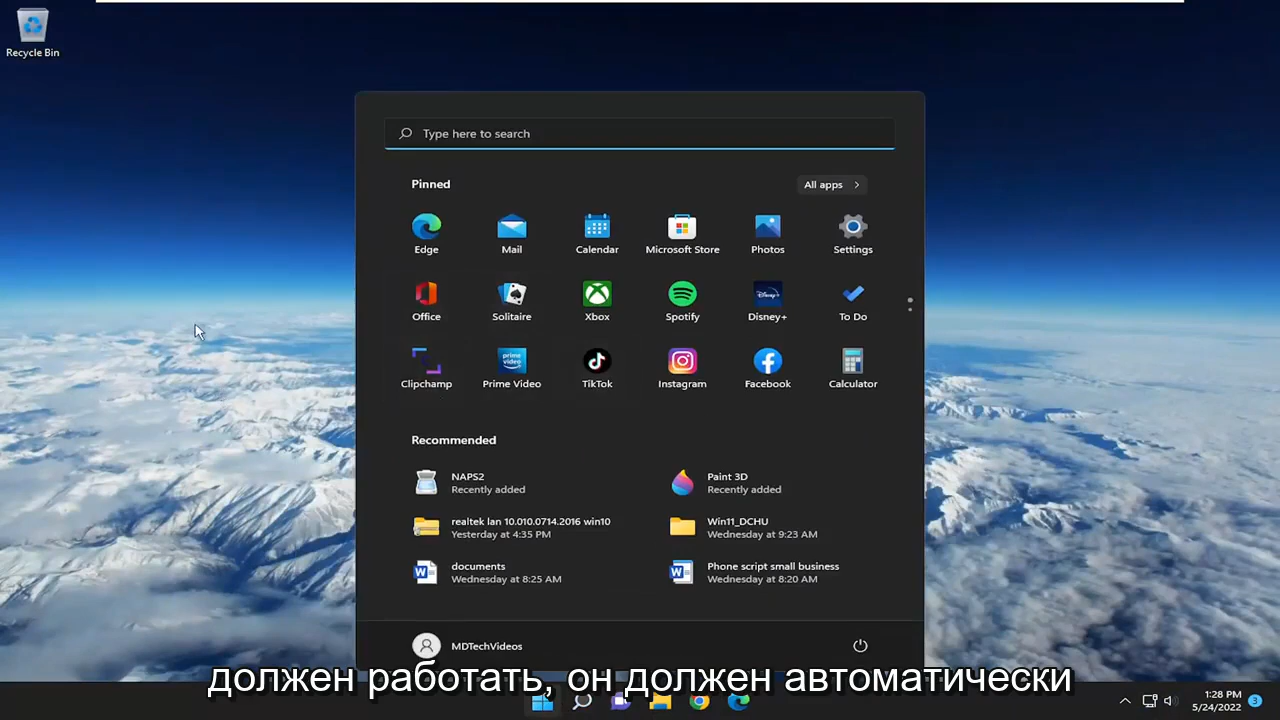 Recycle Bin
Type here to search
Pinned
All apps
Edge
Mail
Calendar
Microsoft Store
Photos
Settings
Office
Solitaire
Xbox
Spotify
Disney+
To Do
Clipchamp
Prime Video
TikTok
Instagram
Facebook
Calculator
Recommended
NAPS2
Recently added
Paint 3D
Recently added
realtek lan 10.010.0714.2016 win10
Yesterday at 4:35 PM
Win11_DCHU
Wednesday at 9:23 AM
documents
Wednesday at 8:25 AM
Phone script small business
Wednesday at 8:20 AM
MDTechVideos
должен работать, он должен автоматически
1:28 PM
5/24/2022
3